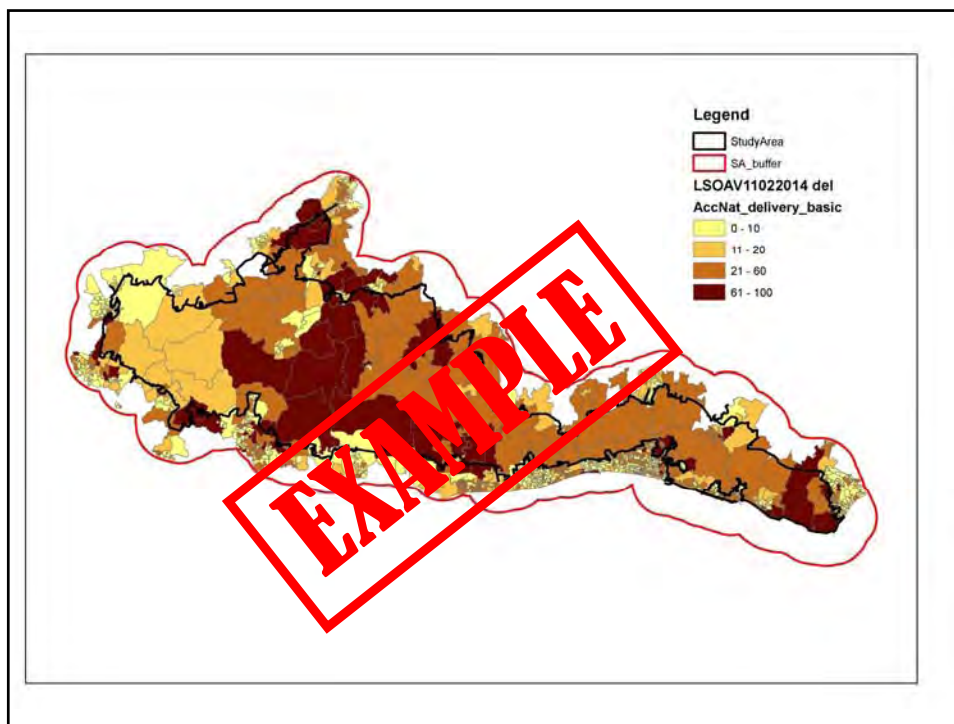 Legend
StudyArea
SA_buffer
LSOAV11022014 del
AccNat_delivery_basic
0 - 10
11 - 20
21 - 60
61 - 100
EXAMPLE